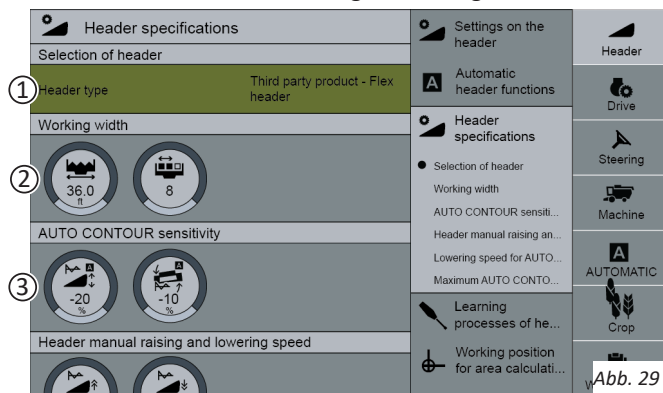 Header specifications
Selection of header
① Header type
Third party product - Flex
header
Working width
② 36.0
ft
8
AUTO CONTOUR sensitivity
③ A
-20
%
A
-10
%
Header manual raising and lowering speed
Settings on the
header
A Automatic
header functions
Header
specifications
Selection of header
Working width
AUTO CONTOUR sensiti...
Header manual raising an...
Lowering speed for AUTO...
Maximum AUTO CONTO...
Learning
processes of he...
Working position
for area calculati...
Header
Drive
Steering
Machine
A
AUTOMATIC
Crop
Abb. 29